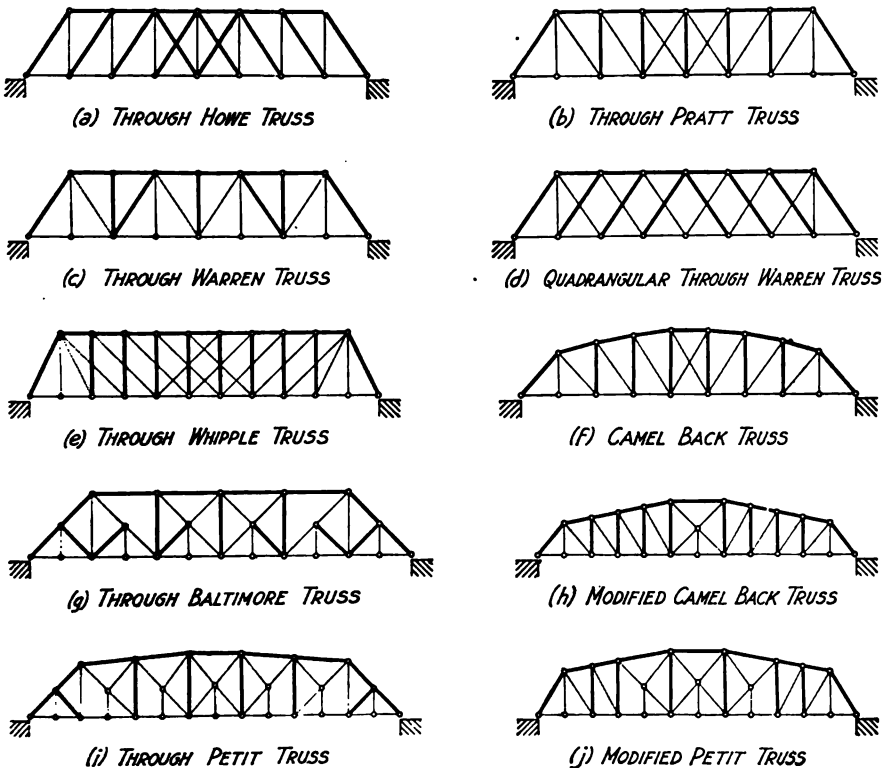 (a) THROUGH HOWE TRUSS
(b) THROUGH PRATT TRUSS
(c) THROUGH WARREN TRUSS
(d) QUADRANGULAR THROUGH WARREN TRUSS
(e) THROUGH WHIPPLE TRUSS
(f) CAMEL BACK TRUSS
(g) THROUGH BALTIMORE TRUSS
(h) MODIFIED CAMEL BACK TRUSS
(i) THROUGH PETIT TRUSS
(j) MODIFIED PETIT TRUSS